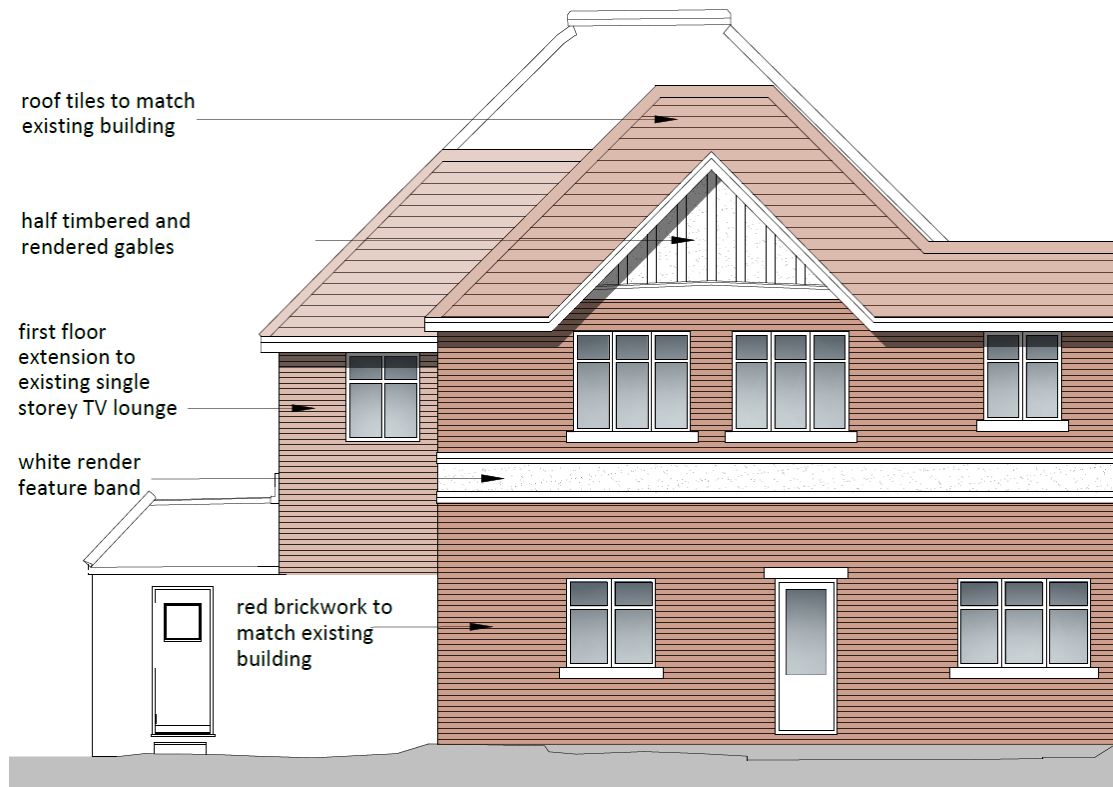 roof tiles to match
existing building
half timbered and
rendered gables
first floor
extension to
existing single
storey TV lounge
white render
feature band
red brickwork to
match existing
building